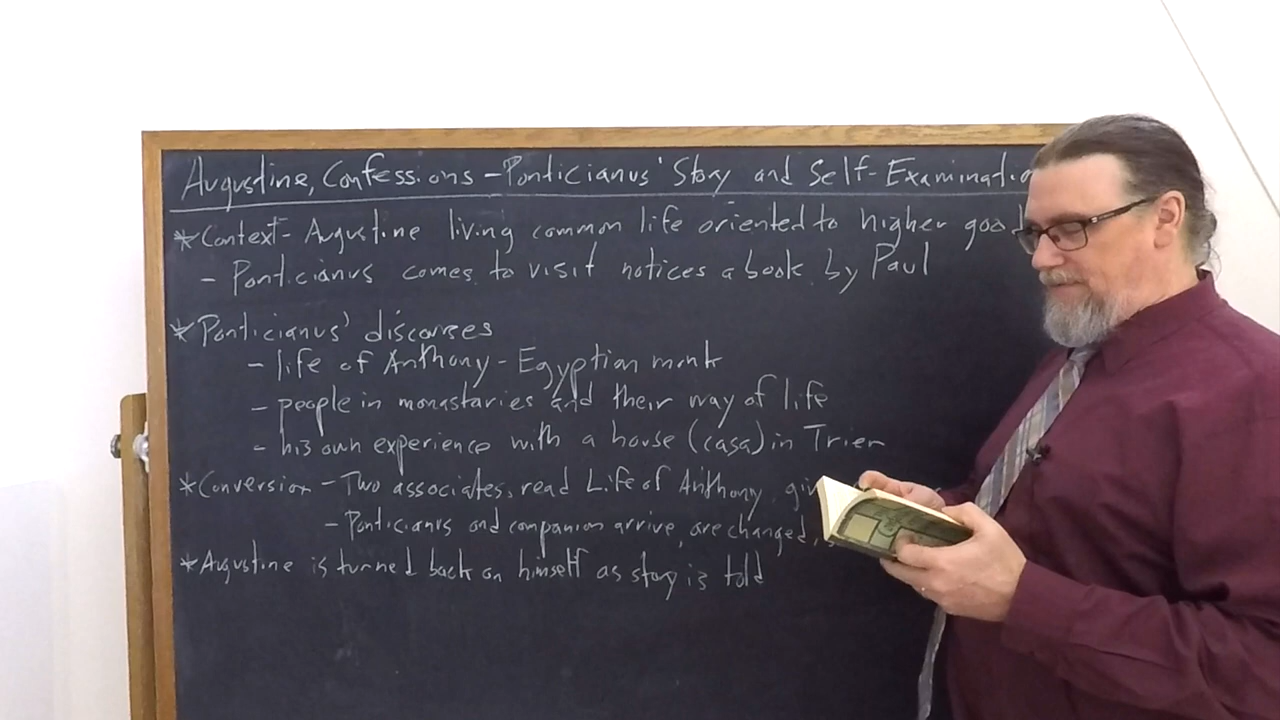 Augustine, Confessions - Ponticianus' Story and Self-Examinatio
*Context- Augustine living common life oriented to higher good
- Ponticianus comes to visit notices a book by Paul
*Ponticianus' discourses
- life of Anthony - Egyptian monk
- people in monastaries and their way of life
- his own experience with a house (casa) in Trier
*Conversion - Two associates, read Life of Anthony, giv
- Ponticianus and companion arrive, are changed,
*Augustine is turned back on himself as story is told